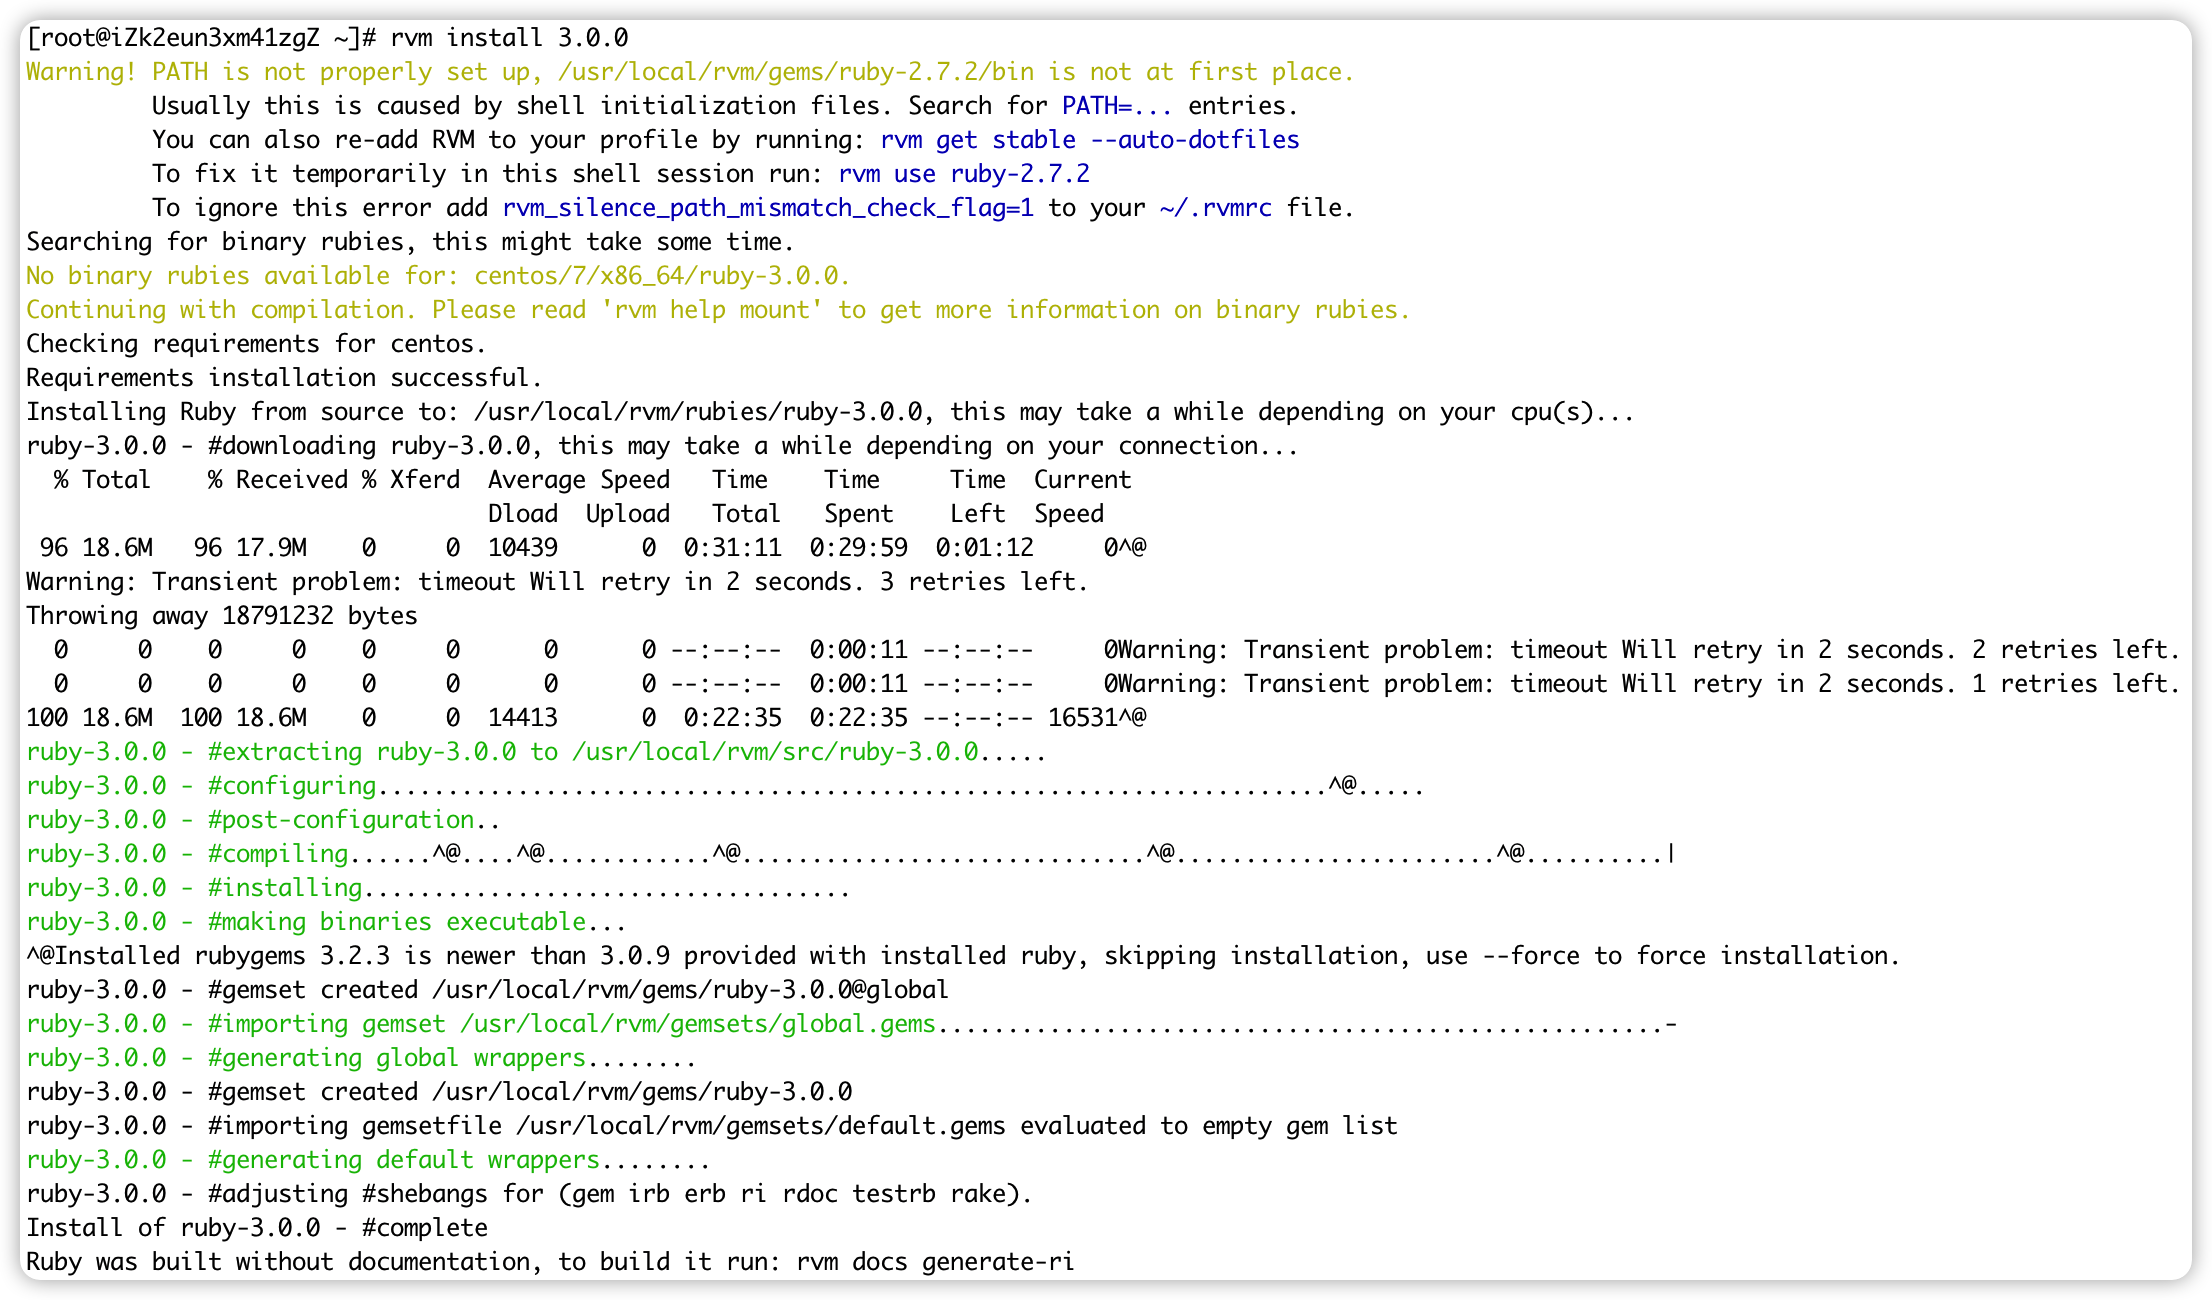 [root@iZk2eun3xm41zgZ ~]# rvm install 3.0.0
Warning! PATH is not properly set up, /usr/local/rvm/gems/ruby-2.7.2/bin is not at first place.
         Usually this is caused by shell initialization files. Search for PATH=... entries.
         You can also re-add RVM to your profile by running: rvm get stable --auto-dotfiles
         To fix it temporarily in this shell session run: rvm use ruby-2.7.2
         To ignore this error add rvm_silence_path_mismatch_check_flag=1 to your ~/.rvmrc file.
Searching for binary rubies, this might take some time.
No binary rubies available for: centos/7/x86_64/ruby-3.0.0.
Continuing with compilation. Please read 'rvm help mount' to get more information on binary rubies.
Checking requirements for centos.
Requirements installation successful.
Installing Ruby from source to: /usr/local/rvm/rubies/ruby-3.0.0, this may take a while depending on your cpu(s)...
ruby-3.0.0 - #downloading ruby-3.0.0, this may take a while depending on your connection...
  % Total    % Received % Xferd  Average Speed   Time    Time     Time  Current
                                 Dload  Upload   Total   Spent    Left  Speed
 96 18.6M   96 17.9M    0     0  10439      0  0:31:11  0:29:59  0:01:12     0^@
Warning: Transient problem: timeout Will retry in 2 seconds. 3 retries left.
Throwing away 18791232 bytes
  0     0    0     0    0     0      0      0 --:--:--  0:00:11 --:--:--     0Warning: Transient problem: timeout Will retry in 2 seconds. 2 retries left.
  0     0    0     0    0     0      0      0 --:--:--  0:00:11 --:--:--     0Warning: Transient problem: timeout Will retry in 2 seconds. 1 retries left.
100 18.6M  100 18.6M    0     0  14413      0  0:22:35  0:22:35 --:--:-- 16531^@
ruby-3.0.0 - #extracting ruby-3.0.0 to /usr/local/rvm/src/ruby-3.0.0.....
ruby-3.0.0 - #configuring....................................................................^@.....
ruby-3.0.0 - #post-configuration..
ruby-3.0.0 - #compiling......^@....^@............^@.............................^@.......................^@..........|
ruby-3.0.0 - #installing...................................
ruby-3.0.0 - #making binaries executable...
^@Installed rubygems 3.2.3 is newer than 3.0.9 provided with installed ruby, skipping installation, use --force to force installation.
ruby-3.0.0 - #gemset created /usr/local/rvm/gems/ruby-3.0.0@global
ruby-3.0.0 - #importing gemset /usr/local/rvm/gemsets/global.gems....................................................-
ruby-3.0.0 - #generating global wrappers........
ruby-3.0.0 - #gemset created /usr/local/rvm/gems/ruby-3.0.0
ruby-3.0.0 - #importing gemsetfile /usr/local/rvm/gemsets/default.gems evaluated to empty gem list
ruby-3.0.0 - #generating default wrappers........
ruby-3.0.0 - #adjusting #shebangs for (gem irb erb ri rdoc testrb rake).
Install of ruby-3.0.0 - #complete
Ruby was built without documentation, to build it run: rvm docs generate-ri